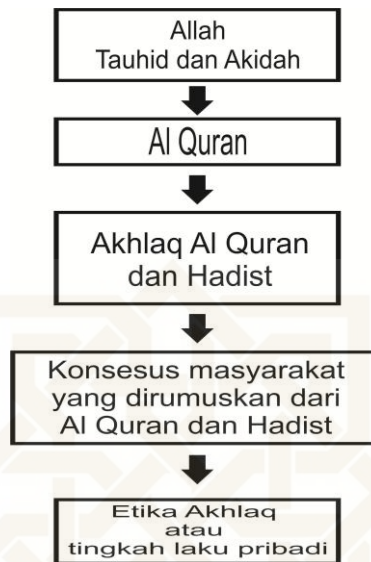 Allah
Tauhid dan Akidah
Al Quran
Akhlaq Al Quran
dan Hadist
Konsesus masyarakat
yang dirumuskan dari
Al Quran dan Hadist
Etika Akhlaq
atau
tingkah laku pribadi